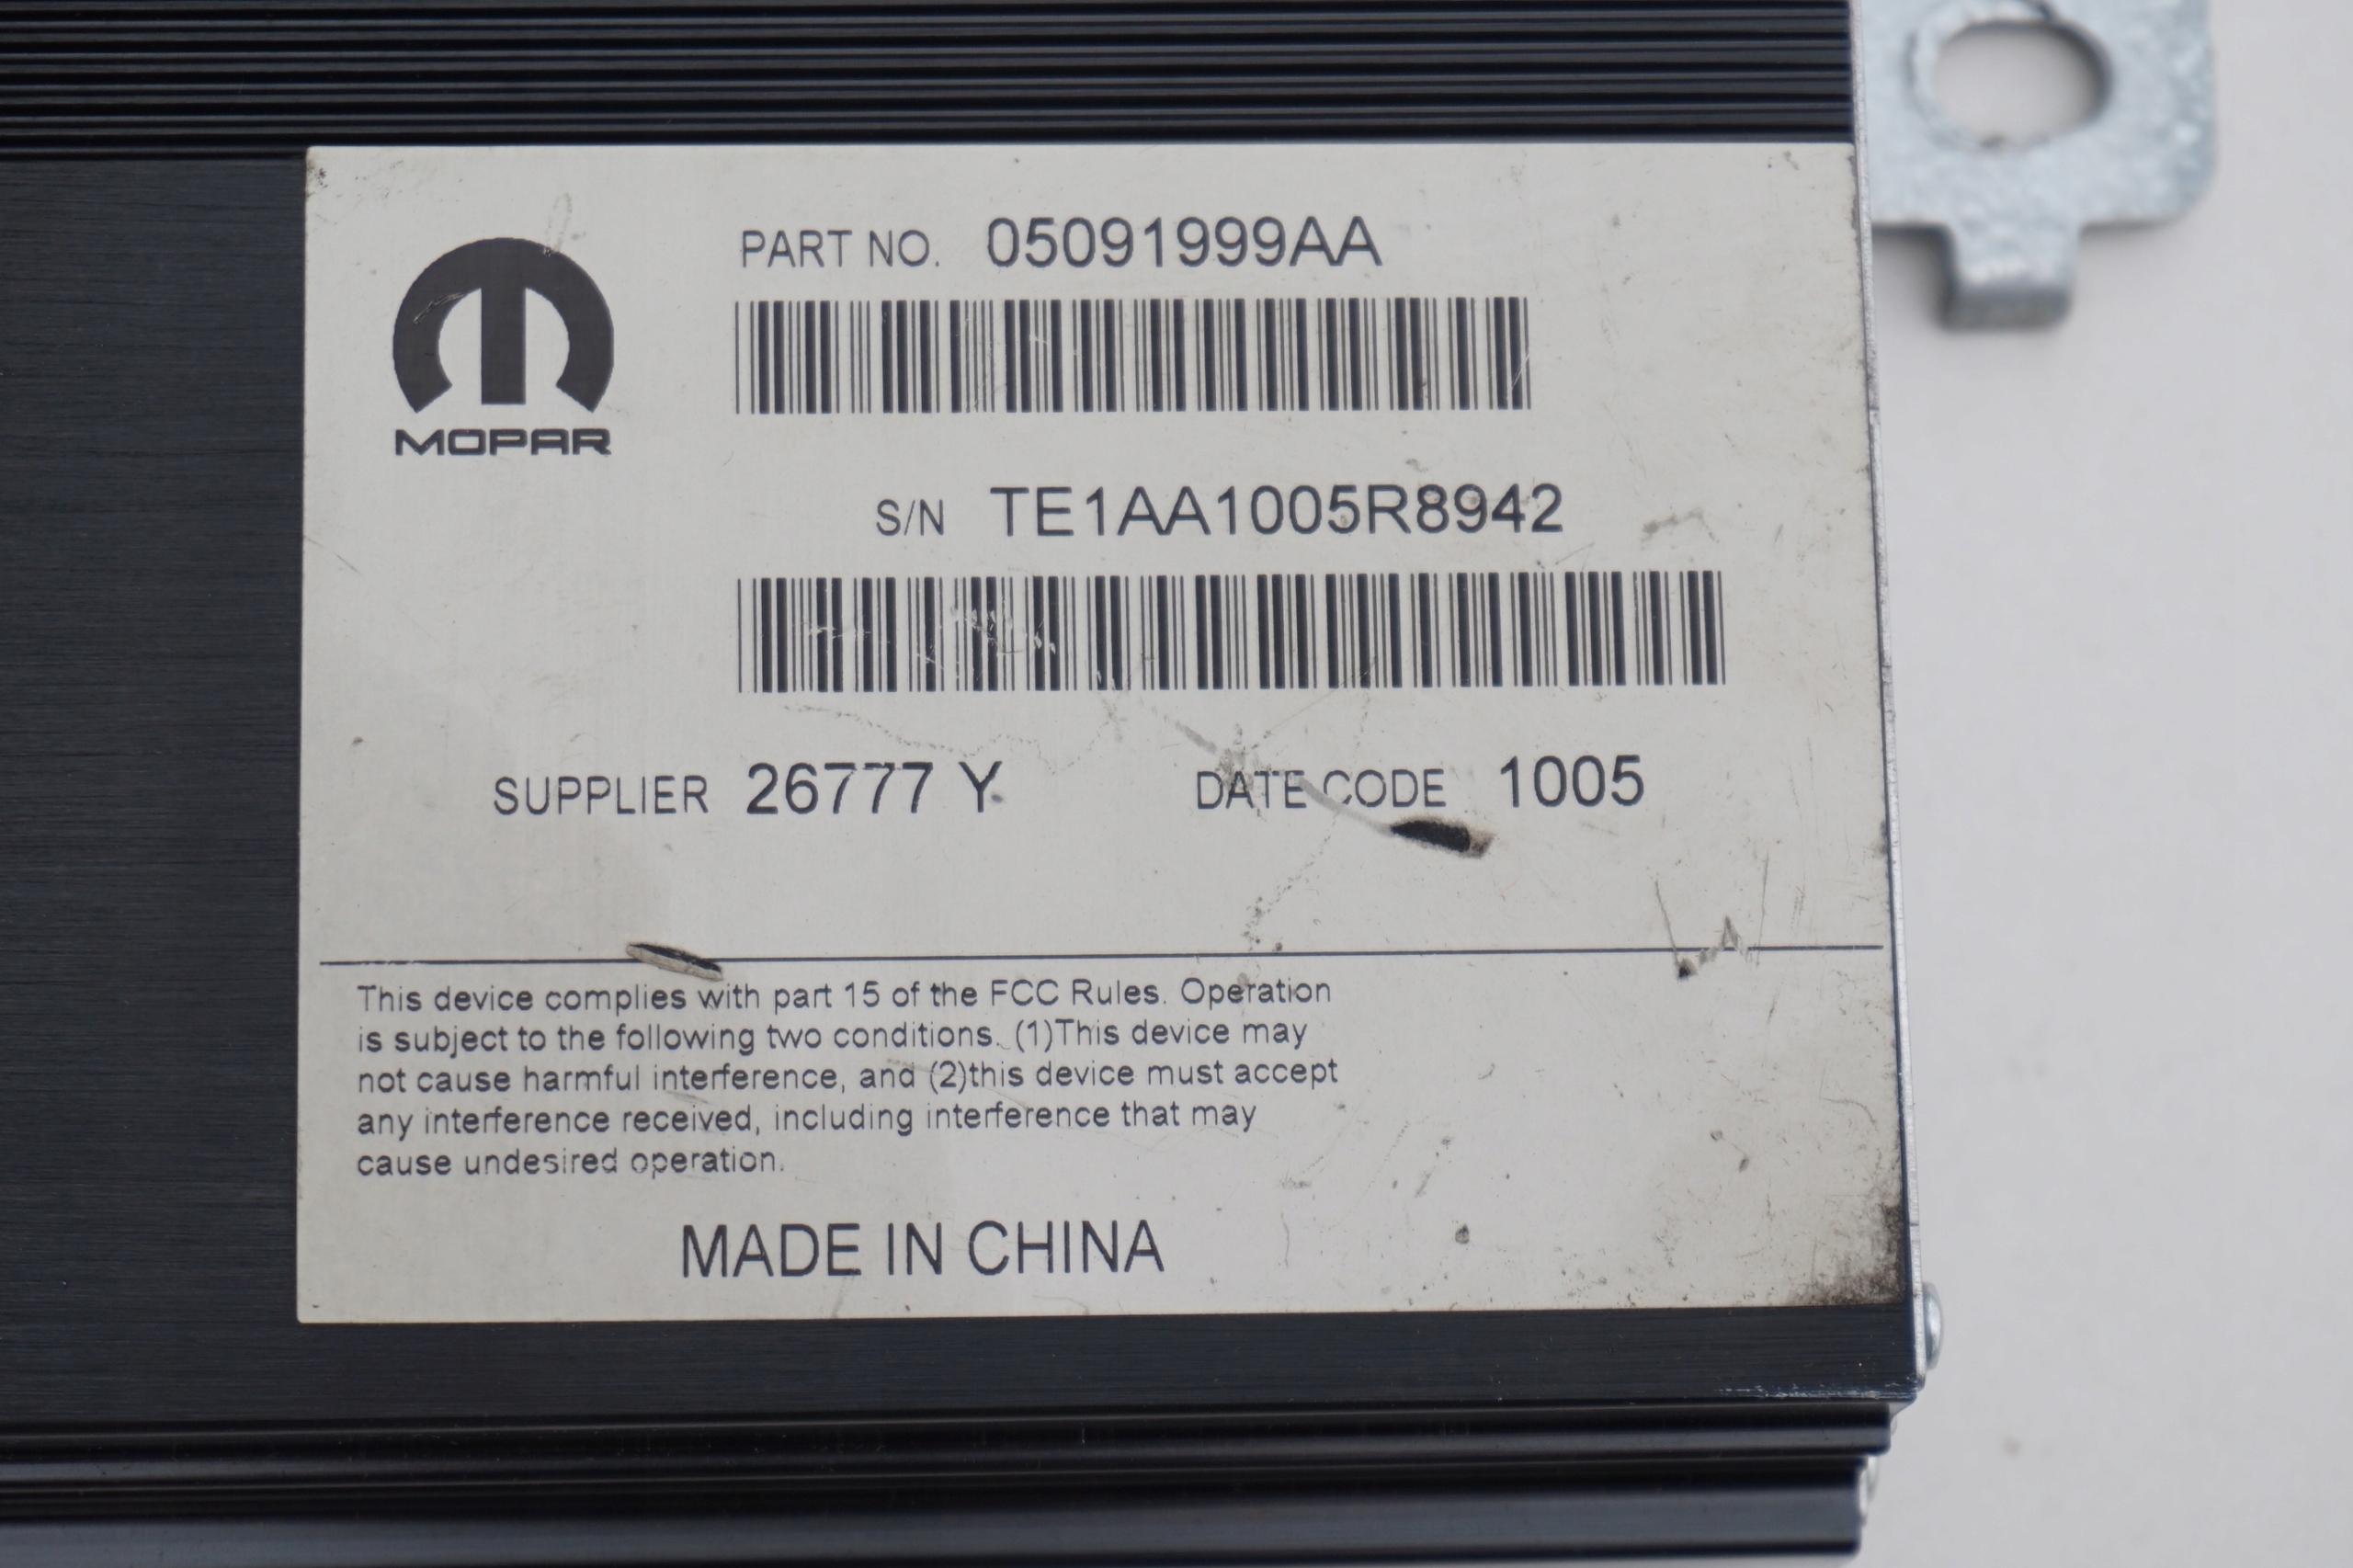 PART NO. 05091999AA
MOPAR
S/N TE1AA1005R8942
SUPPLIER 26777 Y DATE CODE 1005
This device complies with part 15 of the FCC Rules. Operation
is subject to the following two conditions. (1)This device may
not cause harmful interference, and (2)this device must accept
any interference received, including interference that may
cause undesired operation.
MADE IN CHINA